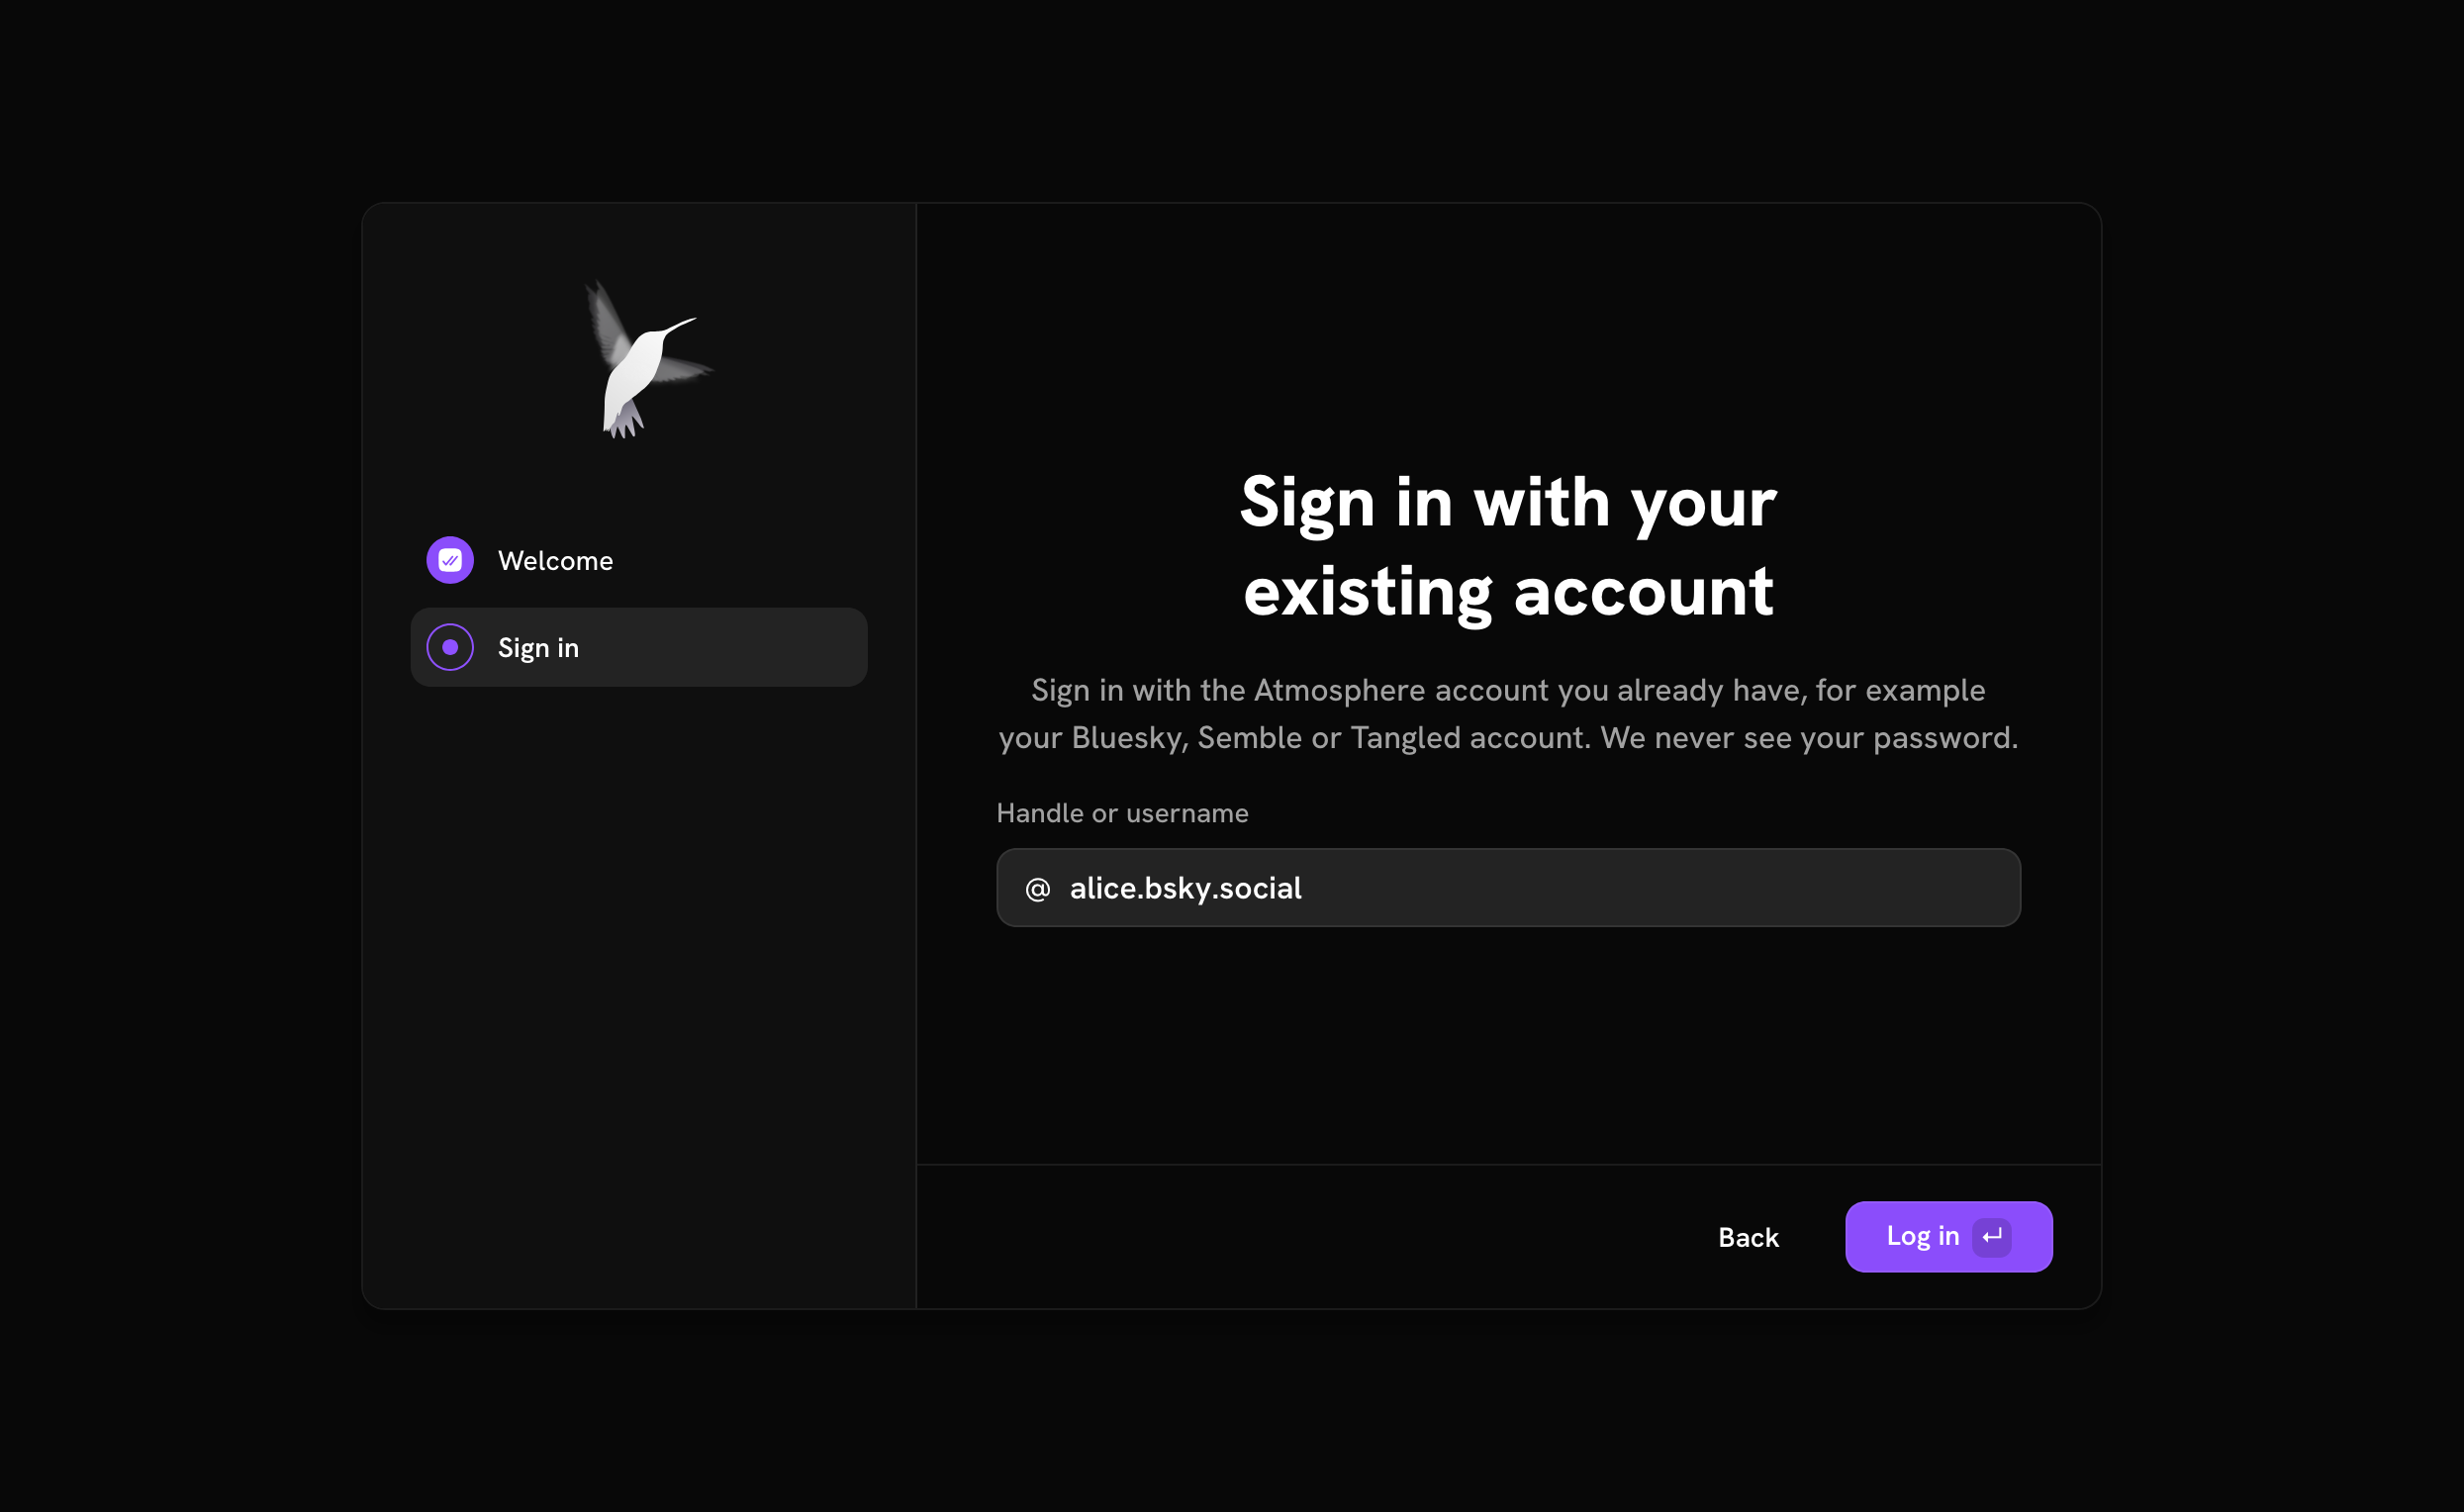 Welcome
Sign in
Sign in with your
existing account
Sign in with the Atmosphere account you already have, for example
your Bluesky, Semble or Tangled account. We never see your password.
Handle or username
@ alice.bsky.social
Back
Log in